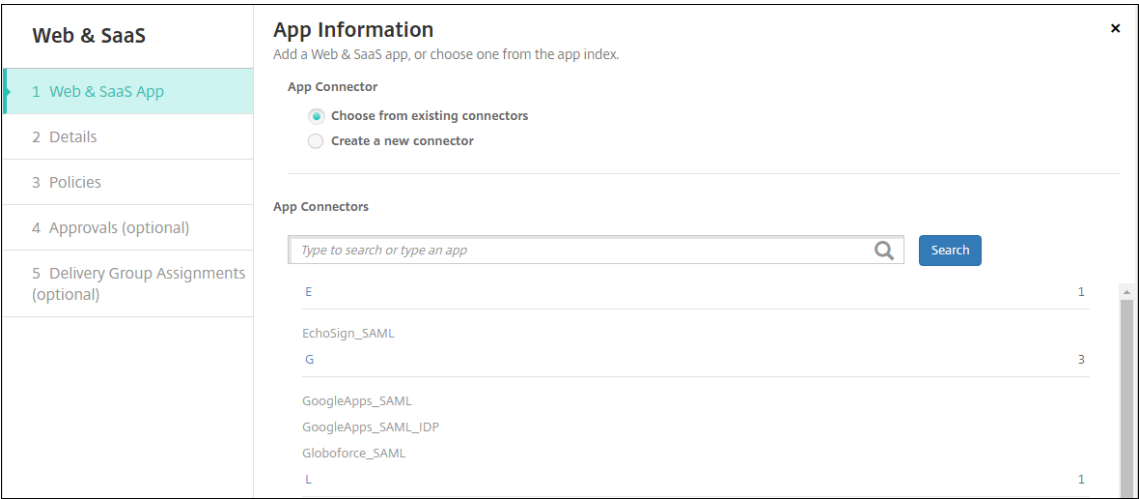 Web & SaaS
1 Web & SaaS App
2 Details
3 Policies
4 Approvals (optional)
5 Delivery Group Assignments
(optional)
App Information
Add a Web & SaaS app, or choose one from the app index.
App Connector
Choose from existing connectors
Create a new connector
App Connectors
Type to search or type an app
Search
E 1
EchoSign_SAML
G 3
GoogleApps_SAML
GoogleApps_SAML_IDP
Globoforce_SAML
L 1